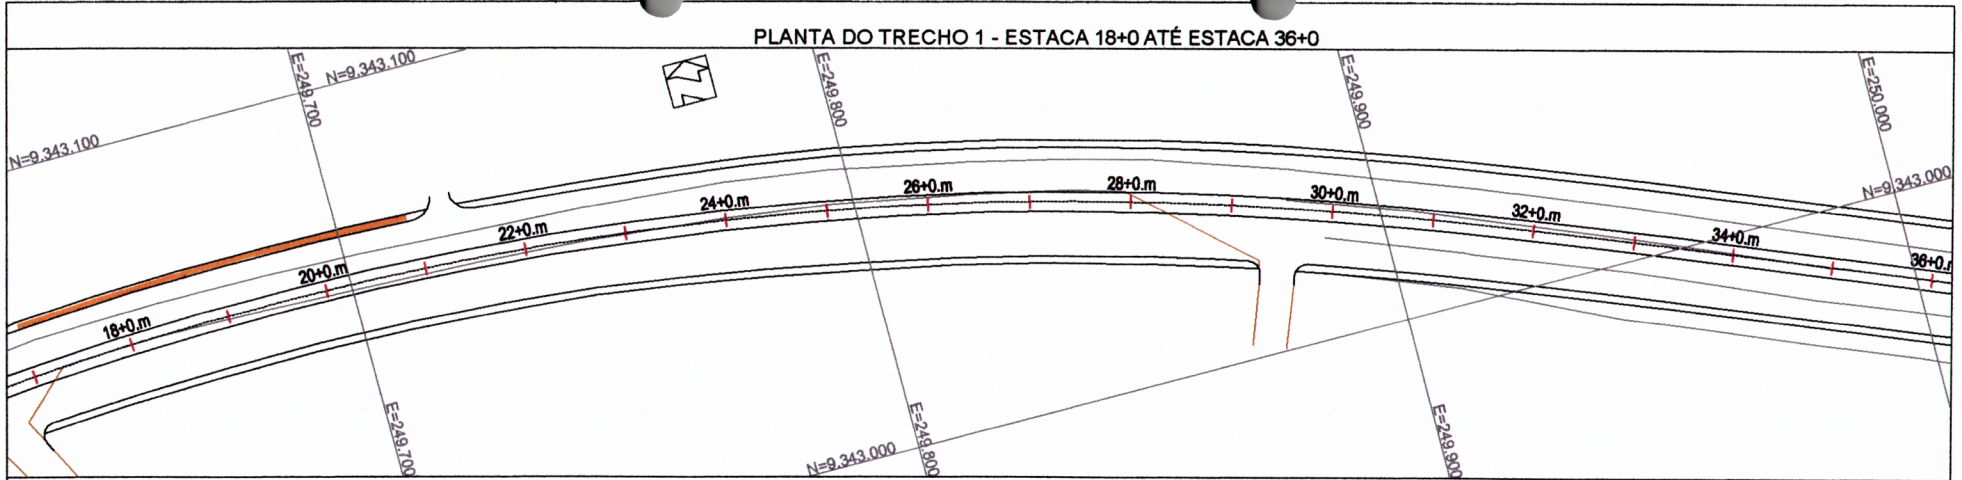 PLANTA DO TRECHO 1 - ESTACA 18+0 ATÉ ESTACA 36+0
E=249.700
N=9.343.100
E=249.800
E=249.900
E=250.000
N=9.343.100
N
N=9.343.000
26+0.m
28+0.m
30+0.m
24+0.m
32+0.m
22+0.m
34+0.m
20+0.m
36+0.m
18+0.m
E=249.700
E=249.800
E=249.900
N=9.343.000